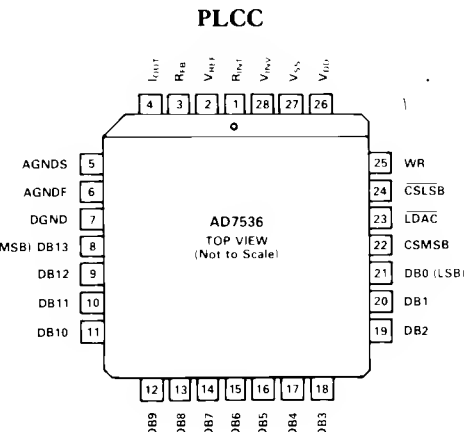 PLCC
I_OUT R_FB V_REF R_INT V_INV V_SS V_DD
4 3 2 1 28 27 26
AGNDS 5
AGNDF 6
DGND 7
MSB) DB13 8
DB12 9
DB11 10
DB10 11
25 WR
24 CSLSB
23 LDAC
22 CSMSB
21 DB0 (LSB)
20 DB1
19 DB2
AD7536
TOP VIEW
(Not to Scale)
12 13 14 15 16 17 18
DB9 DB8 DB7 DB6 DB5 DB4 DB3